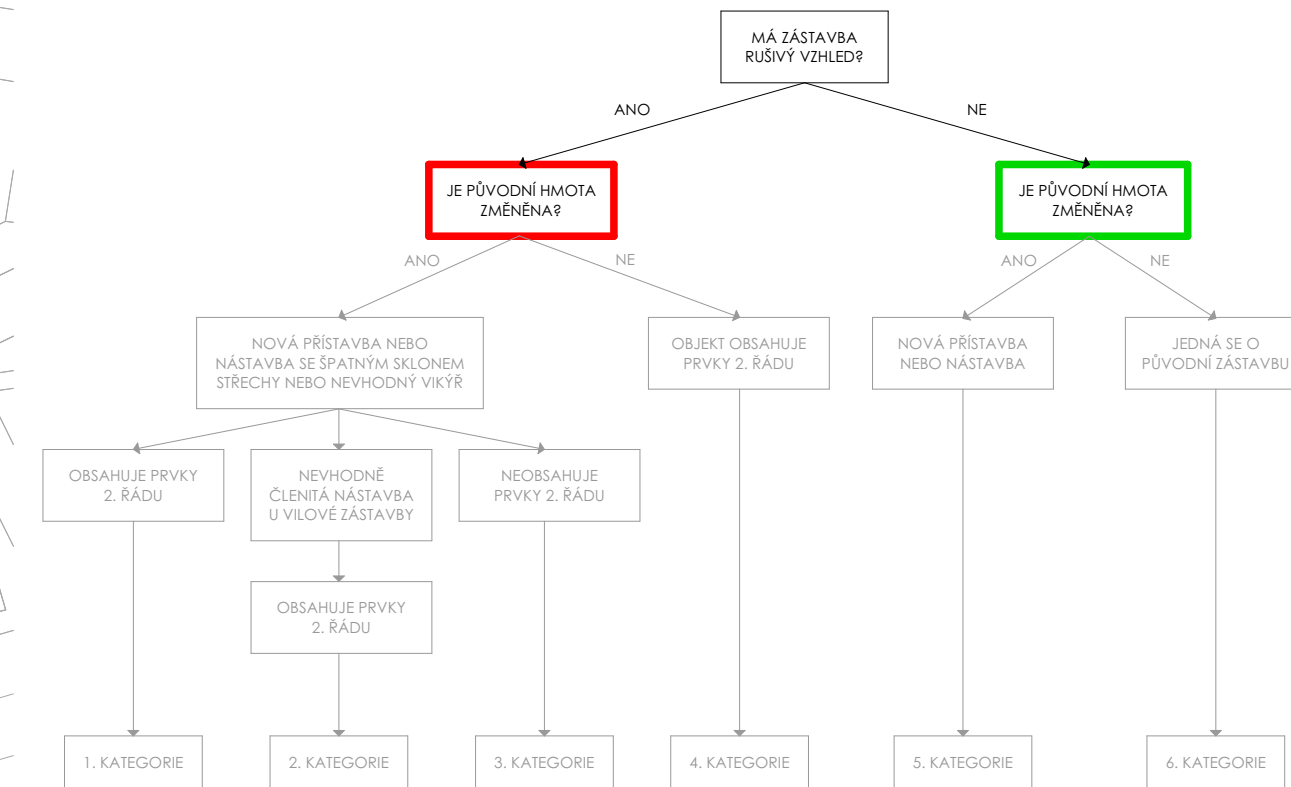 MÁ ZÁSTAVBA
RUŠIVÝ VZHLED?
ANO
NE
JE PŮVODNÍ HMOTA
ZMĚNĚNA?
JE PŮVODNÍ HMOTA
ZMĚNĚNA?
ANO
NE
ANO
NE
NOVÁ PŘÍSTAVBA NEBO
NÁSTAVBA SE ŠPATNÝM SKLONEM
STŘECHY NEBO NEVHODNÝ VIKÝŘ
OBJEKT OBSAHUJE
PRVKY 2. ŘÁDU
NOVÁ PŘÍSTAVBA
NEBO NÁSTAVBA
JEDNÁ SE O
PŮVODNÍ ZÁSTAVBU
OBSAHUJE PRVKY
2. ŘÁDU
NEVHODNĚ
ČLENITÁ NÁSTAVBA
U VILOVÉ ZÁSTAVBY
NEOBSAHUJE
PRVKY 2. ŘÁDU
OBSAHUJE PRVKY
2. ŘÁDU
1. KATEGORIE
2. KATEGORIE
3. KATEGORIE
4. KATEGORIE
5. KATEGORIE
6. KATEGORIE